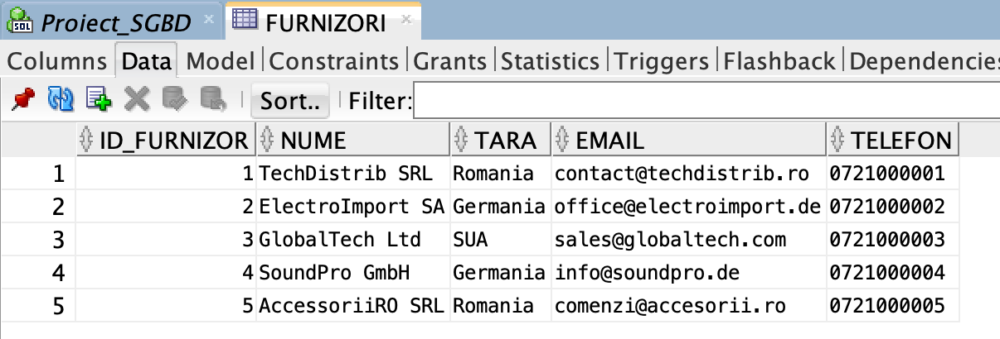 Proiect_SGBD FURNIZORI
Columns Data Model Constraints Grants Statistics Triggers Flashback Dependencies
Sort.. Filter:
ID_FURNIZOR NUME TARA EMAIL TELEFON
1 1 TechDistrib SRL Romania contact@techdistrib.ro 0721000001
2 2 ElectroImport SA Germania office@electroimport.de 0721000002
3 3 GlobalTech Ltd SUA sales@globaltech.com 0721000003
4 4 SoundPro GmbH Germania info@soundpro.de 0721000004
5 5 AccessoriiRO SRL Romania comenzi@accesorii.ro 0721000005